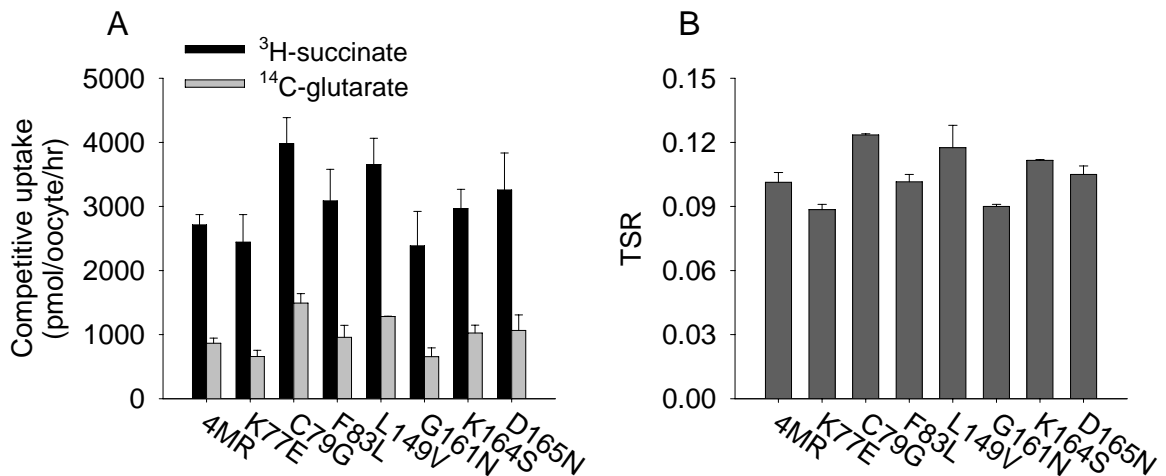 A
³H-succinate
¹⁴C-glutarate
Competitive uptake
(pmol/oocyte/hr)
5000
4000
3000
2000
1000
0
4MR
K77E
C79G
F83L
L149V
G161N
K164S
D165N
B
TSR
0.15
0.12
0.09
0.06
0.03
0.00
4MR
K77E
C79G
F83L
L149V
G161N
K164S
D165N